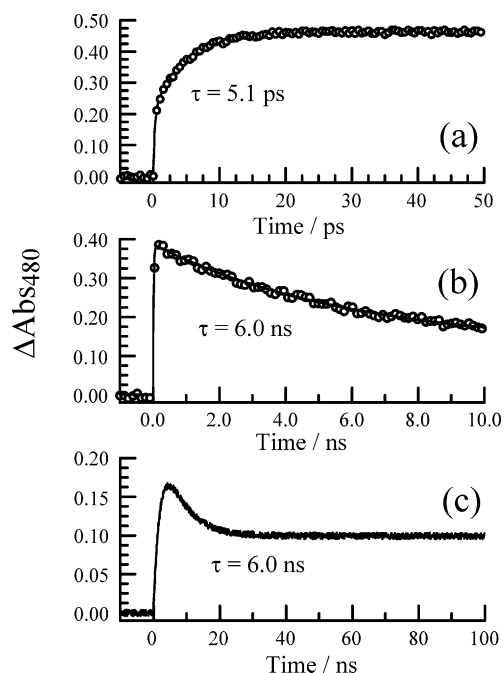 ΔAbs480
0.50
0.40
0.30
0.20
0.10
0.00
τ = 5.1 ps
(a)
0 10 20 30 40 50
Time / ps
0.40
0.30
0.20
0.10
0.00
τ = 6.0 ns
(b)
0.0 2.0 4.0 6.0 8.0 10.0
Time / ns
0.20
0.15
0.10
0.05
0.00
τ = 6.0 ns
(c)
0 20 40 60 80 100
Time / ns